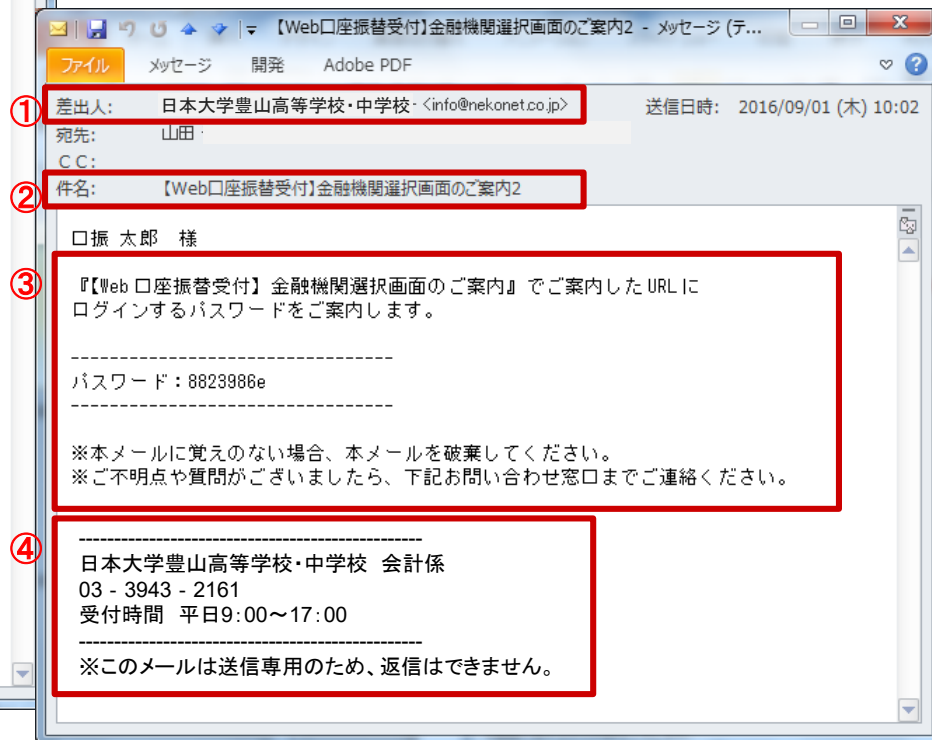 【Web口座振替受付】金融機関選択画面のご案内2 - メッセージ (テ...
ファイル メッセージ 開発 Adobe PDF
① 差出人: 日本大学豊山高等学校・中学校・<info@nekonet.co.jp> 送信日時: 2016/09/01 (木) 10:02
宛先: 山田
CC:
② 件名: 【Web口座振替受付】金融機関選択画面のご案内2
口振 太郎 様
③ 『【Web口座振替受付】金融機関選択画面のご案内』でご案内したURLに
ログインするパスワードをご案内します。
---------------------------------
パスワード:8823986e
---------------------------------
※本メールに覚えのない場合、本メールを破棄してください。
※ご不明点や質問がございましたら、下記お問い合わせ窓口までご連絡ください。
④ -------------------------------------------------
日本大学豊山高等学校・中学校 会計係
03 - 3943 - 2161
受付時間 平日9:00~17:00
-------------------------------------------------
※このメールは送信専用のため、返信はできません。